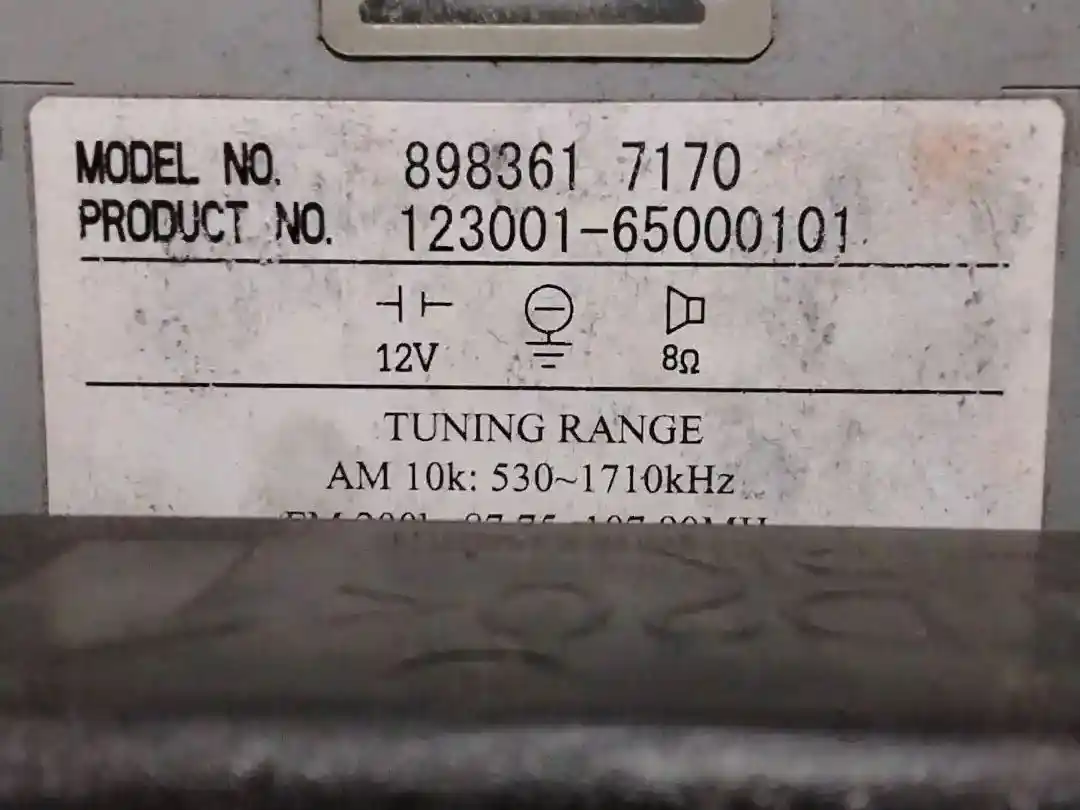 MODEL NO. 898361 7170
PRODUCT NO. 123001-65000101
12V 8Ω
TUNING RANGE
AM 10k: 530~1710kHz